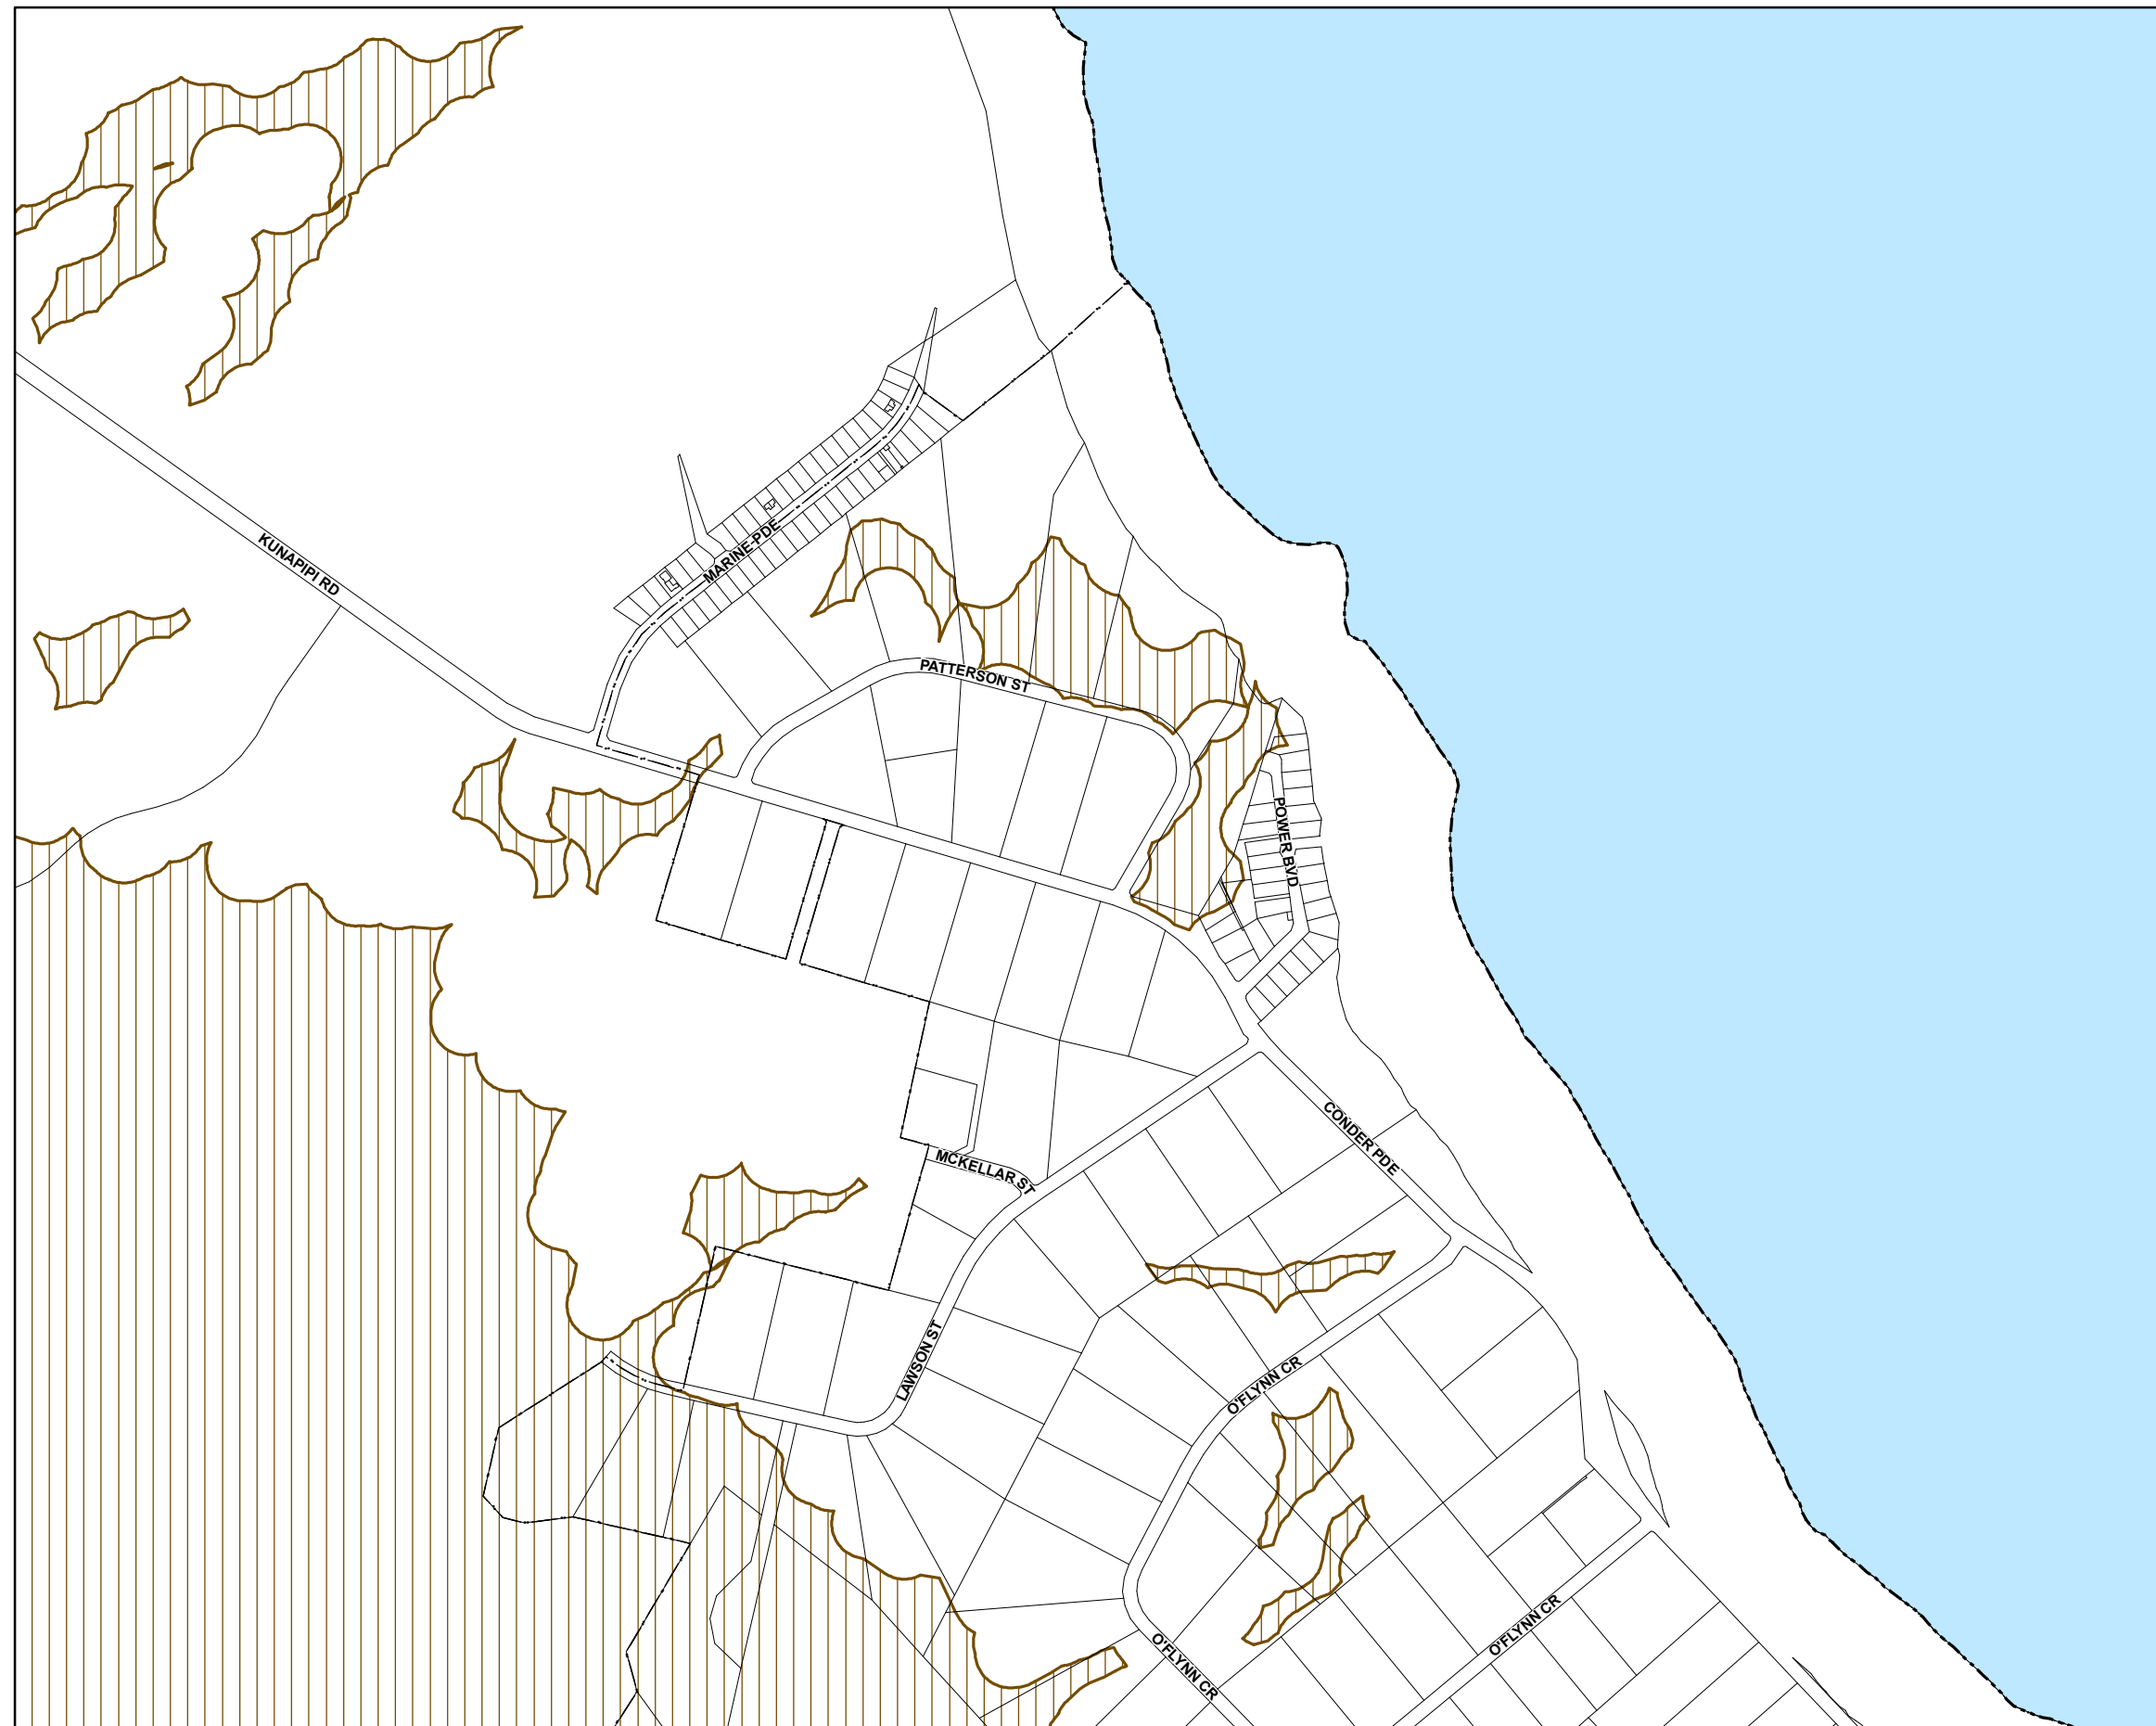 KUNAPIPI RD
MARINE PDE
PATTERSON ST
POWER BVD
CONDER PDE
MCKELLAR ST
LAWSON ST
O'FLYNN CR
O'FLYNN CR
O'FLYNN CR